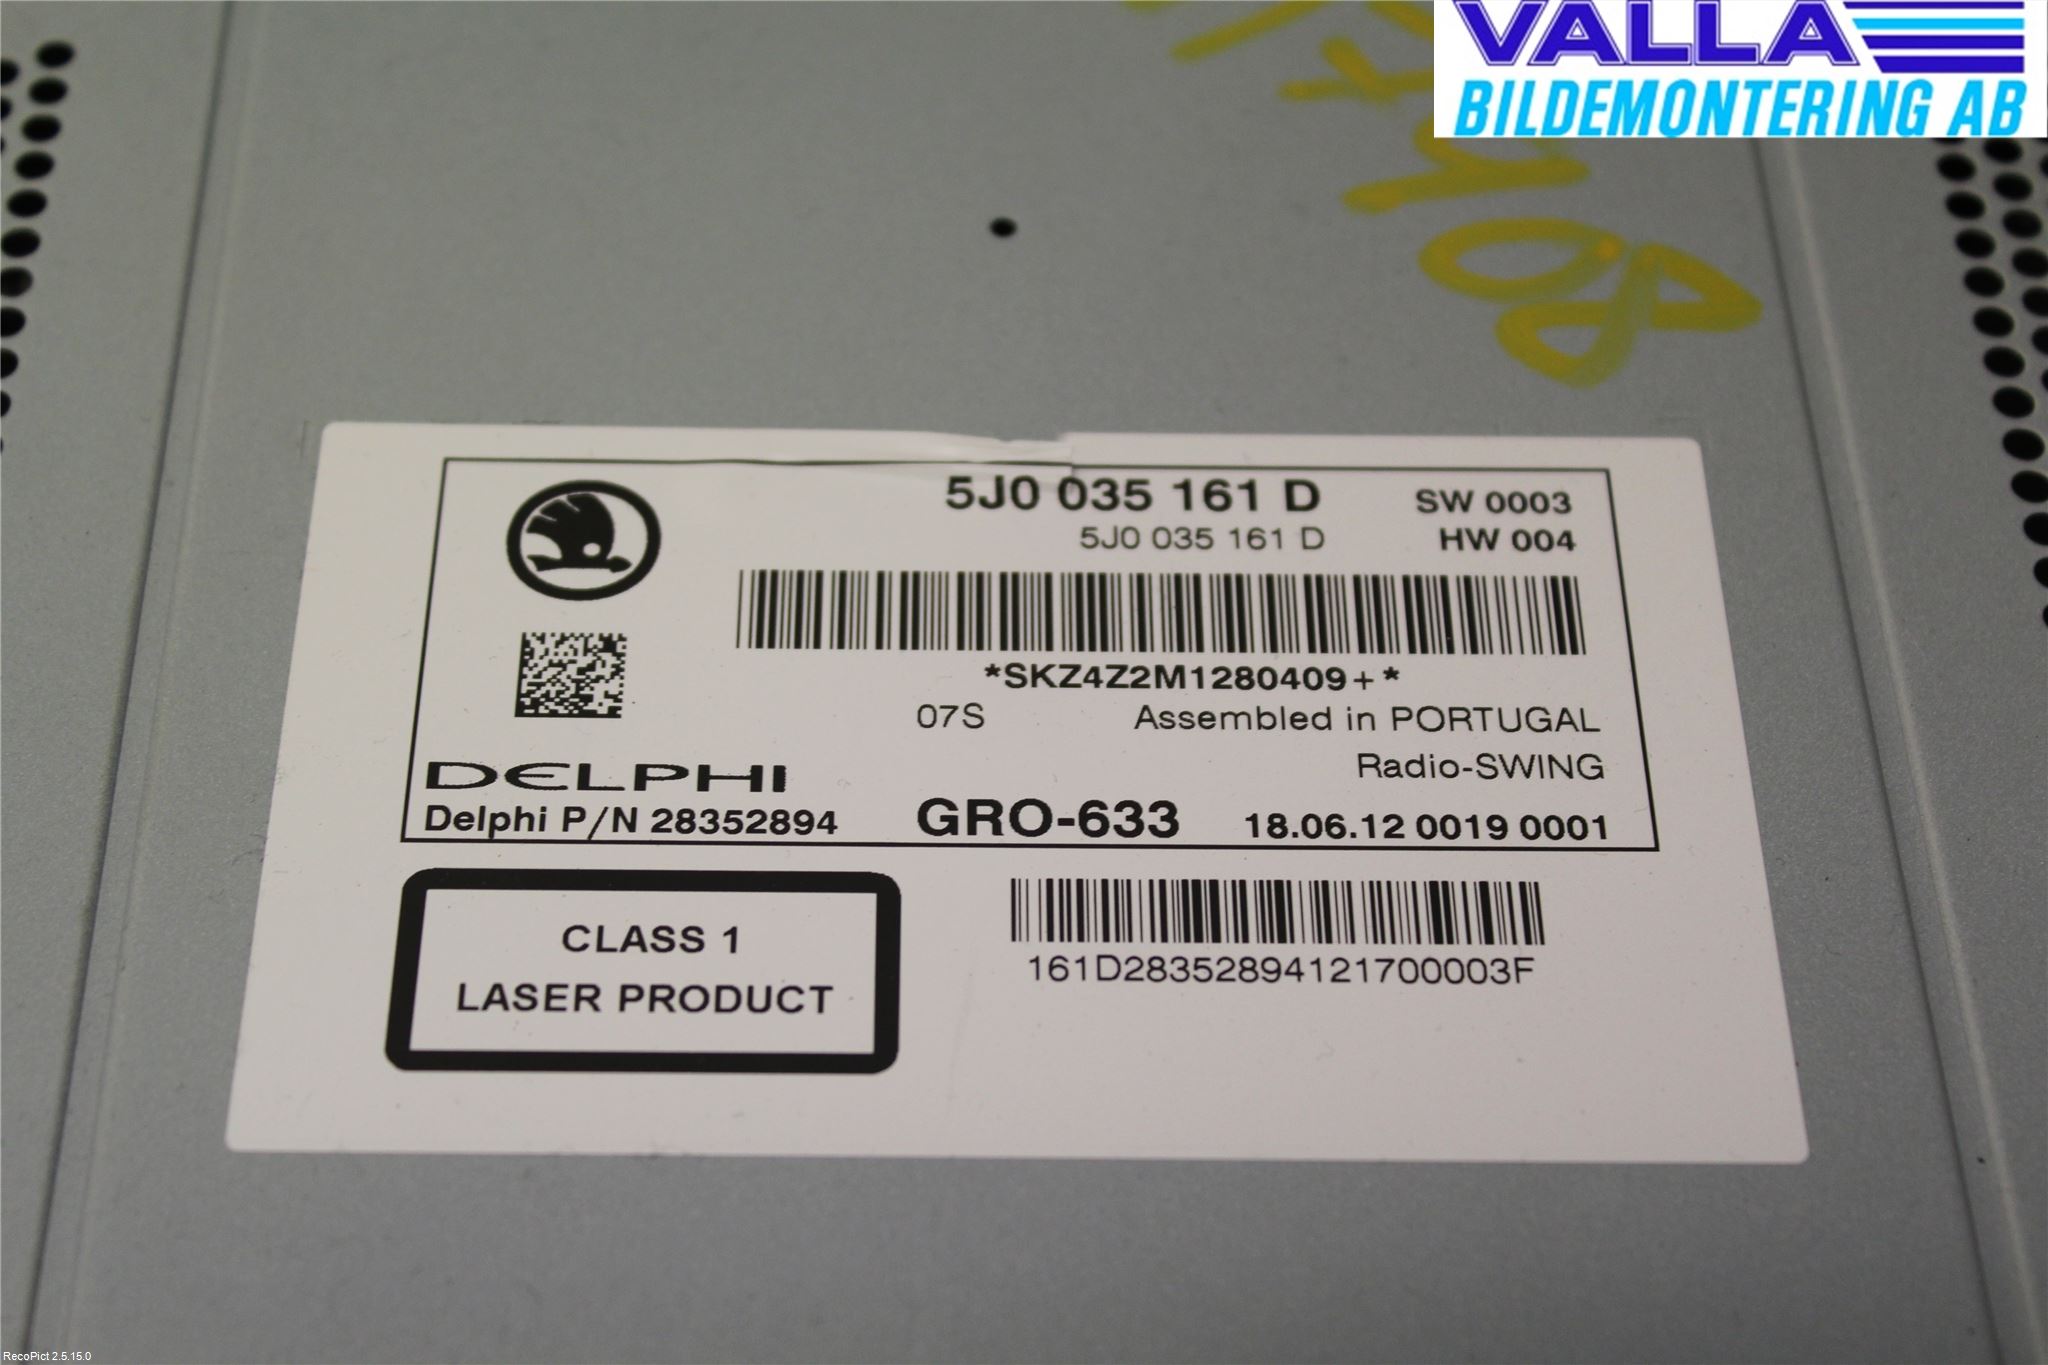 VALLA
BILDEMONTERING AB
5J0 035 161 D
SW 0003
5J0 035 161 D
HW 004
*SKZ4Z2M1280409+*
07S
Assembled in PORTUGAL
Radio-SWING
DELPHI
Delphi P/N 28352894
GRO-633
18.06.12 0019 0001
CLASS 1
LASER PRODUCT
161D28352894121700003F
RecoPict 2.5.15.0